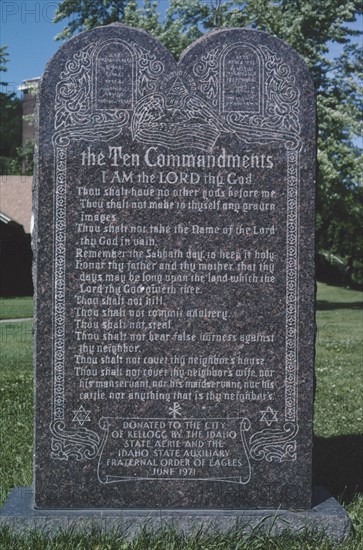 the Ten Commandments
I AM the LORD thy God
Thou shalt have no other gods before me.
Thou shalt not make to thyself any graven
images.
Thou shalt not take the Name of the Lord
thy God in vain.
Remember the Sabbath day, to keep it holy.
Honor thy father and thy mother, that thy
days may be long upon the land which the
Lord thy God giveth thee.
Thou shalt not kill.
Thou shalt not commit adultery.
Thou shalt not steal.
Thou shalt not bear false witness against
thy neighbor.
Thou shalt not covet thy neighbor's house.
Thou shalt not covet thy neighbor's wife, nor
his manservant, nor his maidservant, nor his
cattle, nor anything that is thy neighbor's.
DONATED TO THE CITY
OF KELLOGG BY THE IDAHO
STATE AERIE AND THE
IDAHO STATE AUXILIARY
FRATERNAL ORDER OF EAGLES
JUNE 1971